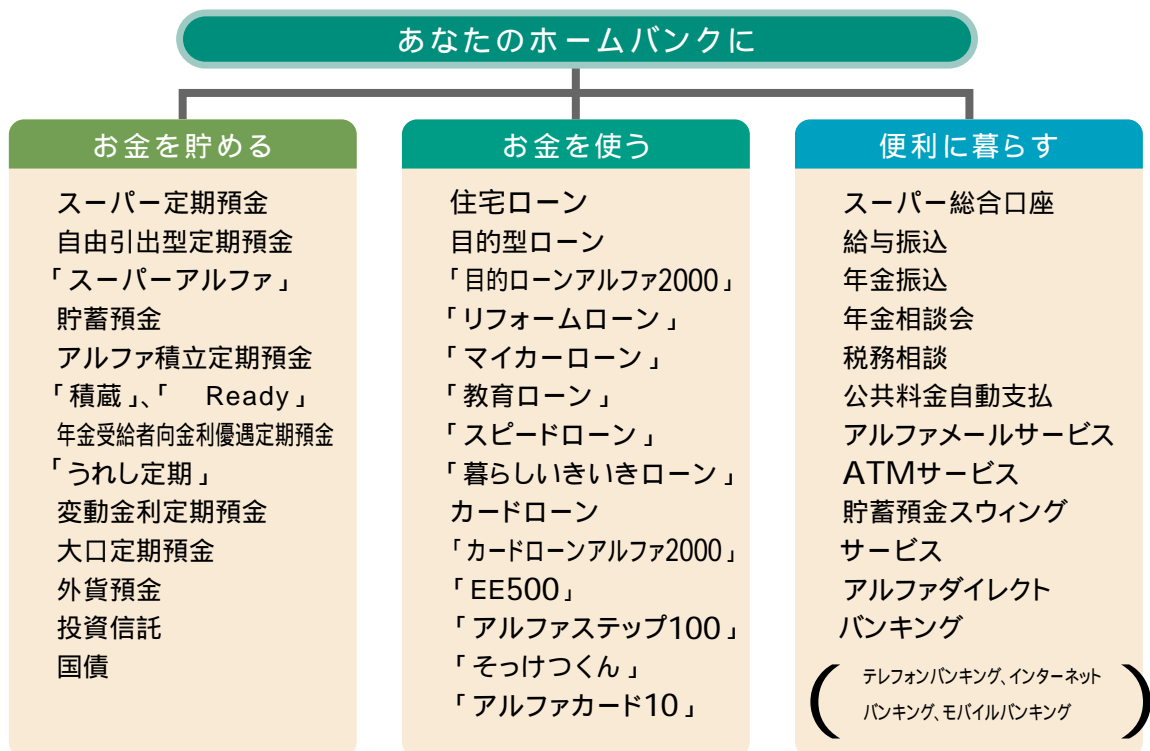 あなたのホームバンクに
お金を貯める
スーパー定期預金
自由引出型定期預金
「スーパーアルファ」
貯蓄預金
アルファ積立定期預金
「積蔵」、「　Ready」
年金受給者向金利優遇定期預金
「うれし定期」
変動金利定期預金
大口定期預金
外貨預金
投資信託
国債
お金を使う
住宅ローン
目的型ローン
「目的ローンアルファ2000」
「リフォームローン」
「マイカーローン」
「教育ローン」
「スピードローン」
「暮らしいきいきローン」
カードローン
「カードローンアルファ2000」
「EE500」
「アルファステップ100」
「そっけつくん」
「アルファカード10」
便利に暮らす
スーパー総合口座
給与振込
年金振込
年金相談会
税務相談
公共料金自動支払
アルファメールサービス
ATMサービス
貯蓄預金スウィング
サービス
アルファダイレクト
バンキング
(テレフォンバンキング、インターネット
バンキング、モバイルバンキング)